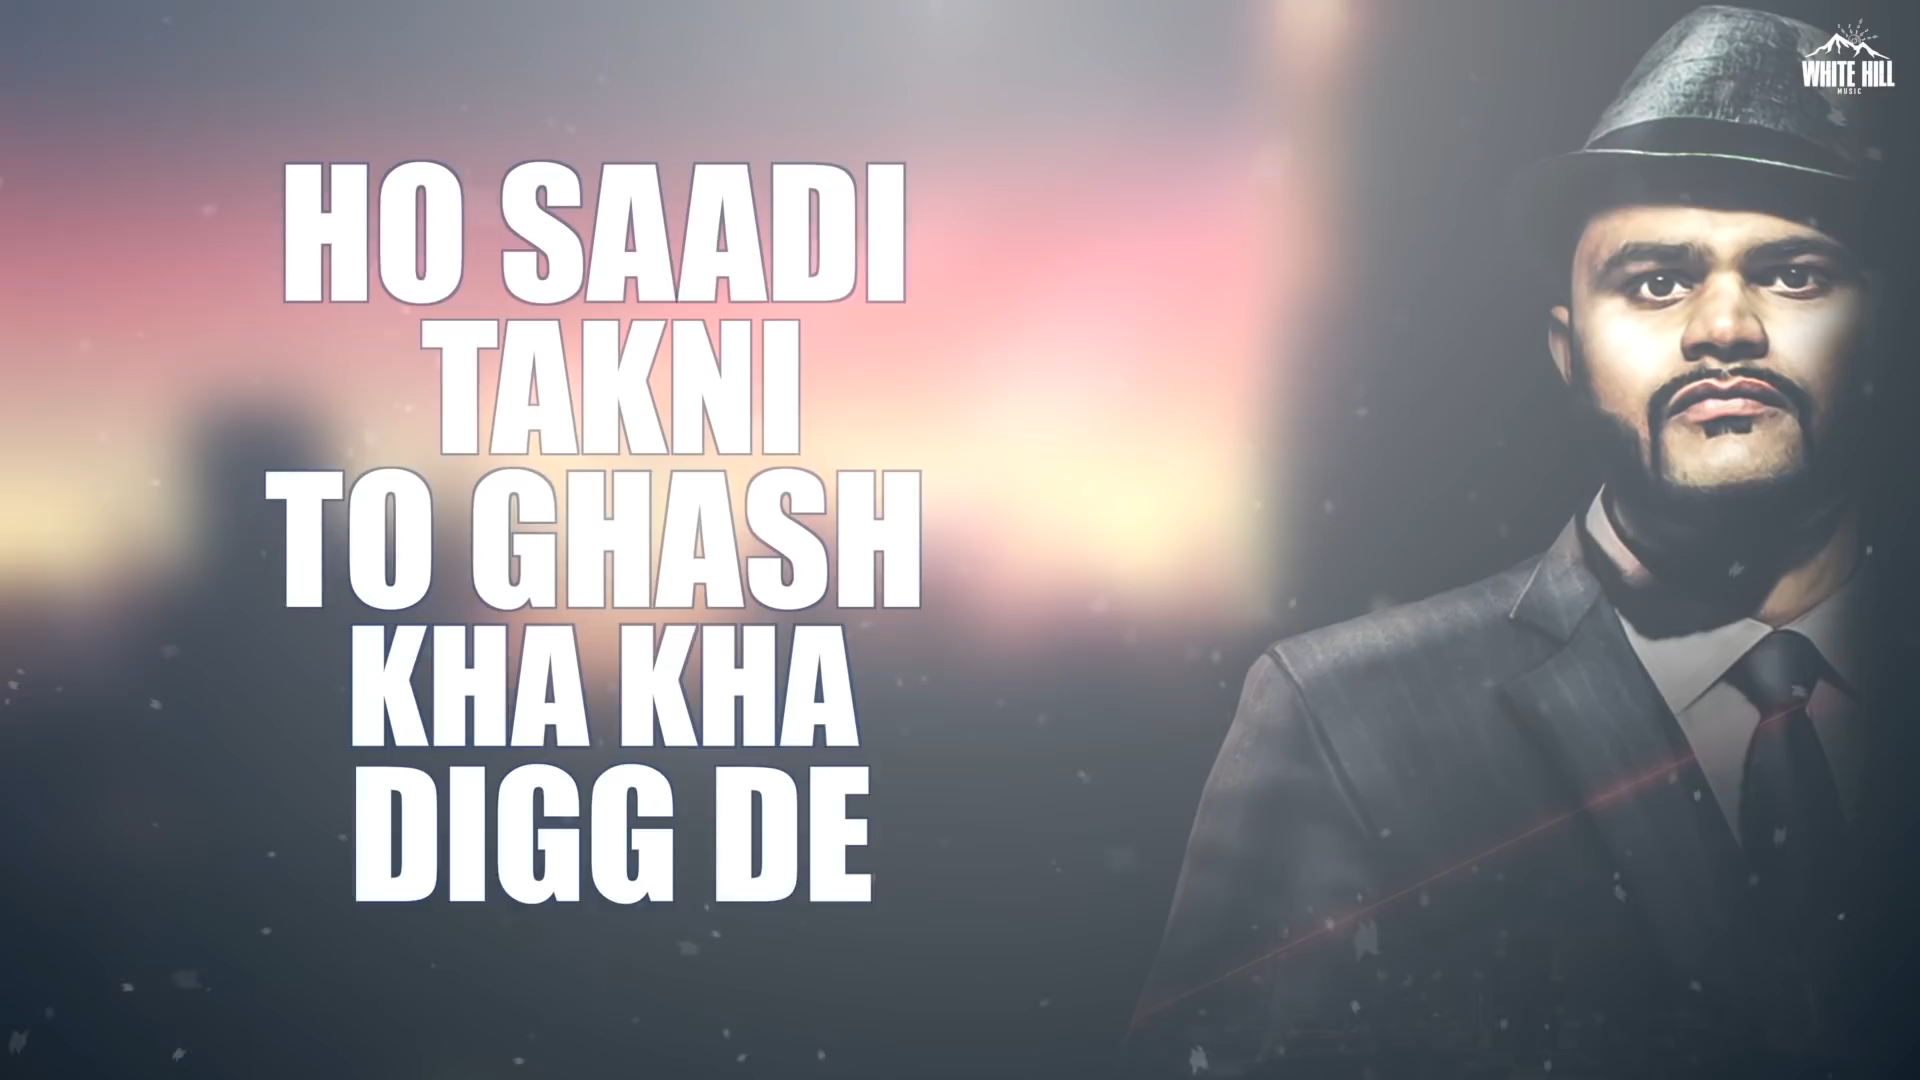 HO SAADI
TAKNI
TO GHASH
KHA KHA
DIGG DE
WHITE HILL
MUSIC